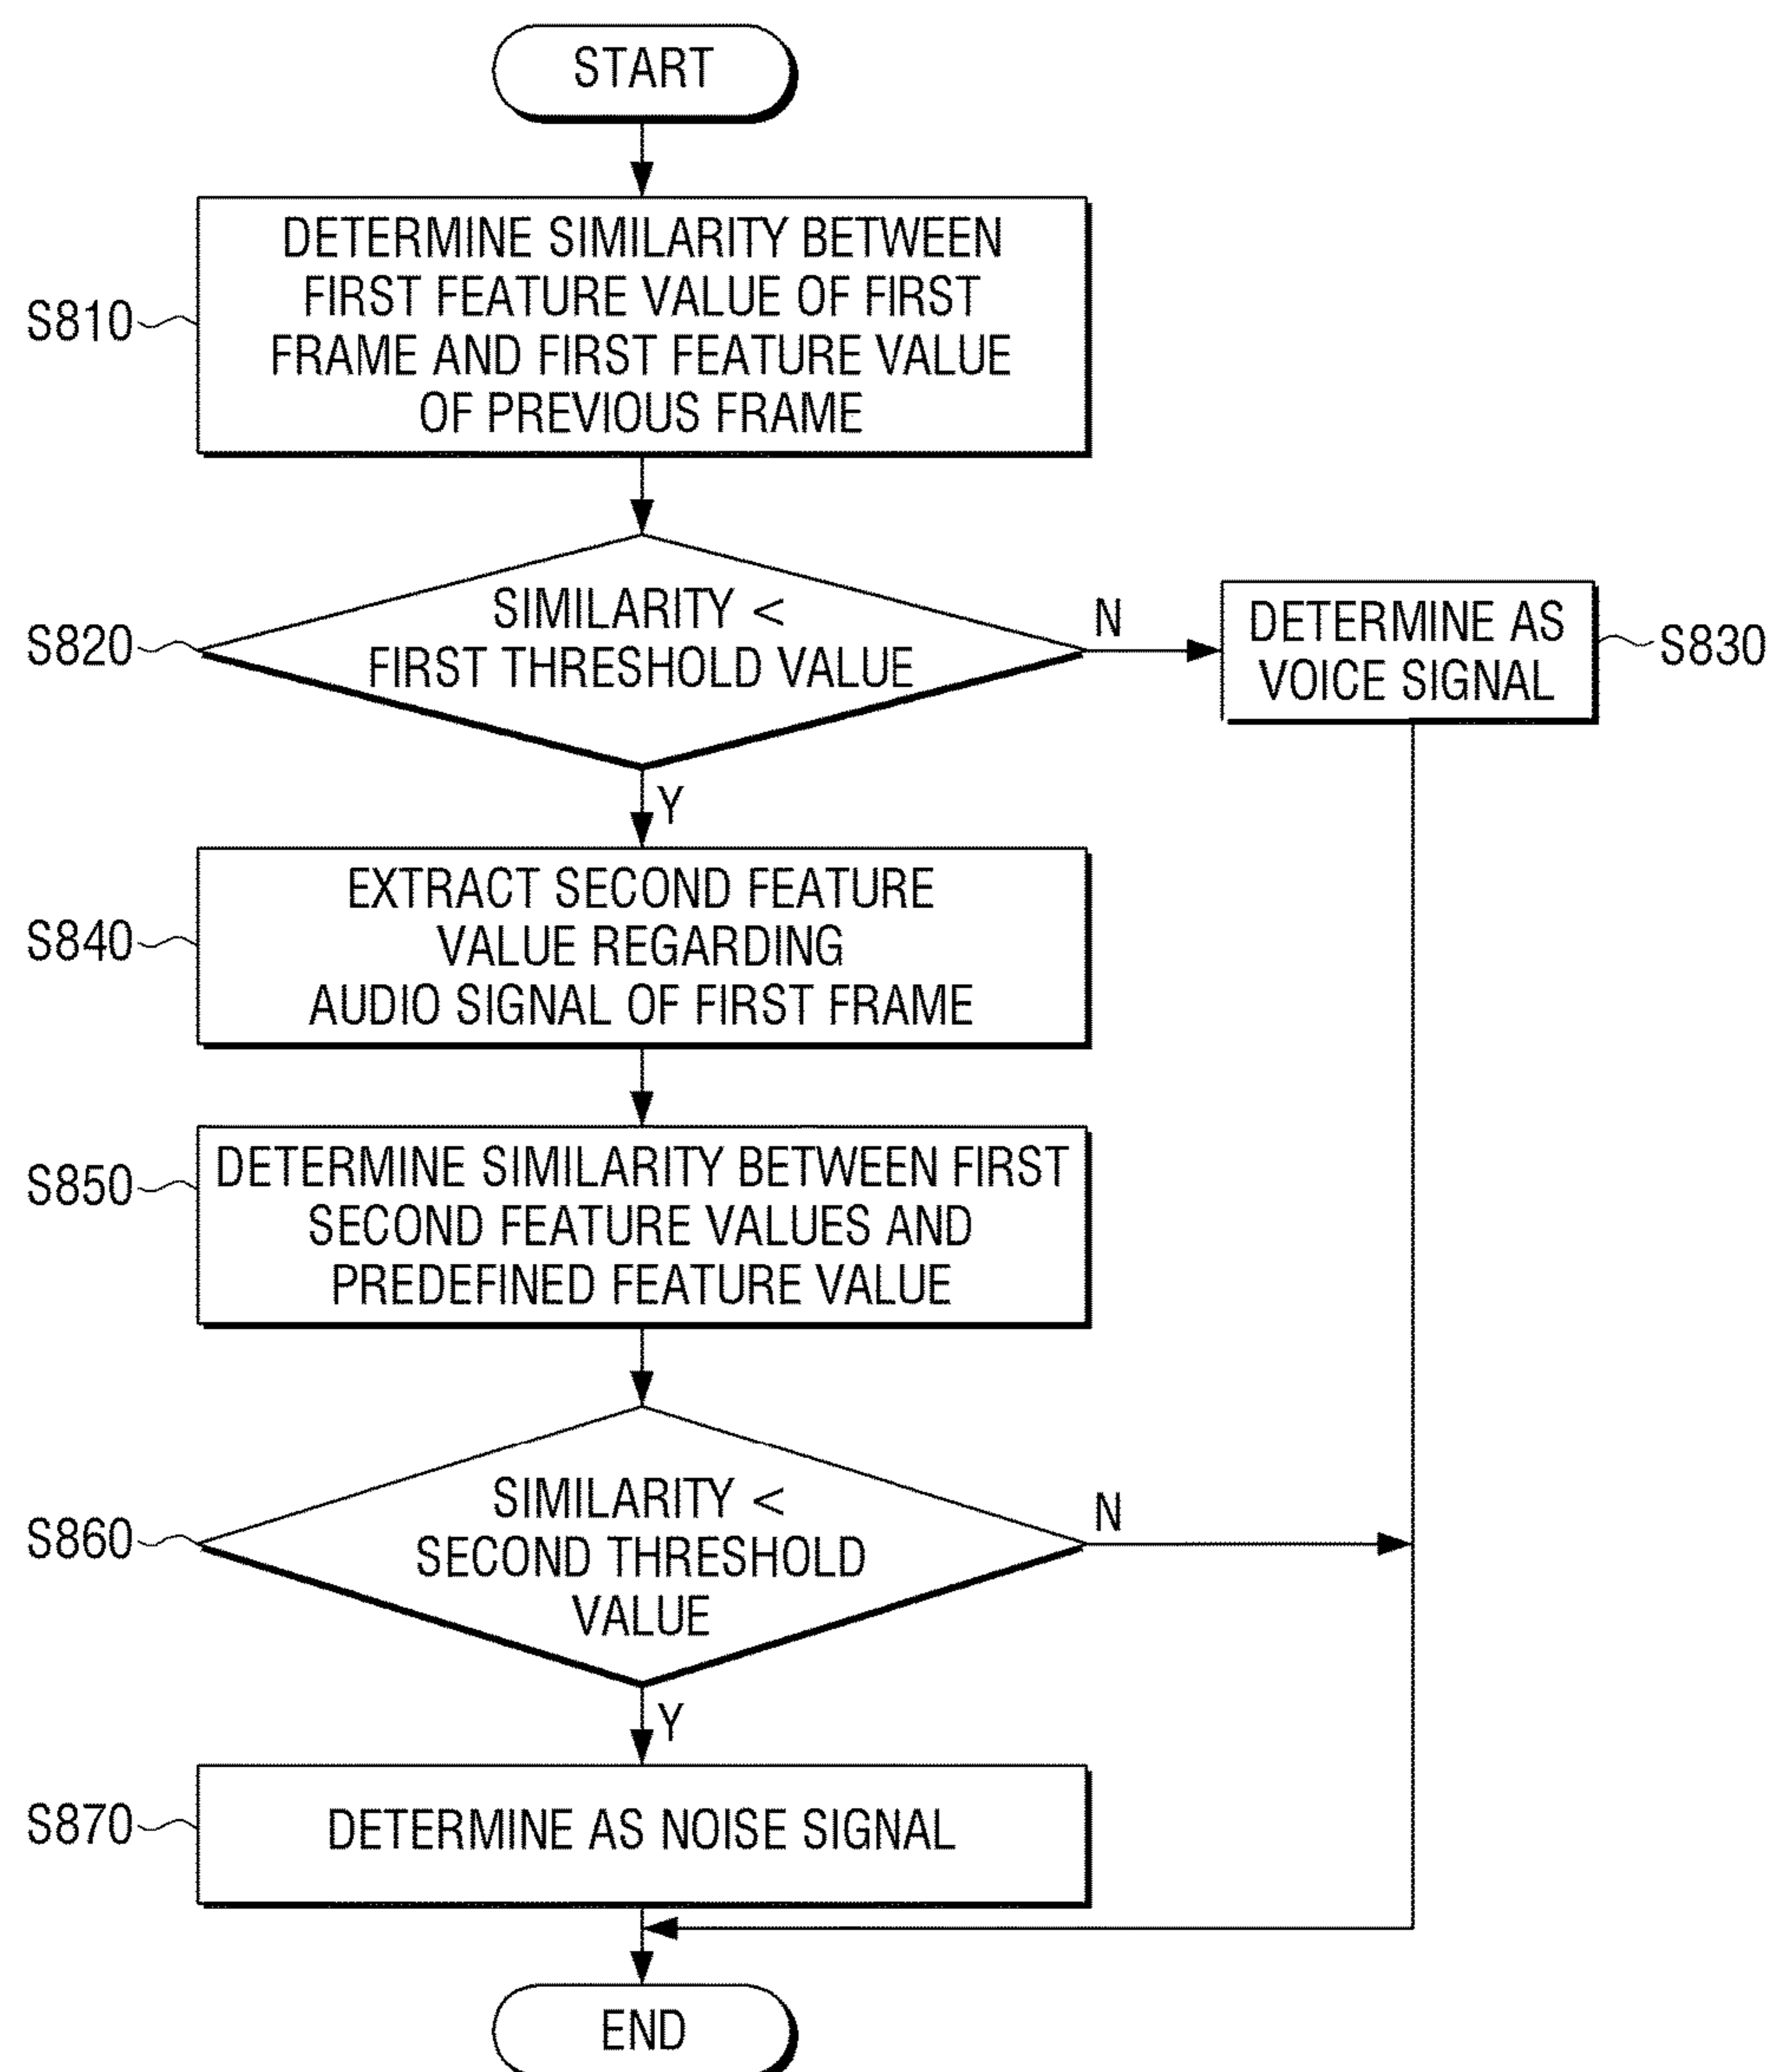 START
S810
DETERMINE SIMILARITY BETWEEN
FIRST FEATURE VALUE OF FIRST
FRAME AND FIRST FEATURE VALUE
OF PREVIOUS FRAME
S820
SIMILARITY <
FIRST THRESHOLD VALUE
N
DETERMINE AS
VOICE SIGNAL
S830
Y
S840
EXTRACT SECOND FEATURE
VALUE REGARDING
AUDIO SIGNAL OF FIRST FRAME
S850
DETERMINE SIMILARITY BETWEEN FIRST
SECOND FEATURE VALUES AND
PREDEFINED FEATURE VALUE
S860
SIMILARITY <
SECOND THRESHOLD
VALUE
N
Y
S870
DETERMINE AS NOISE SIGNAL
END